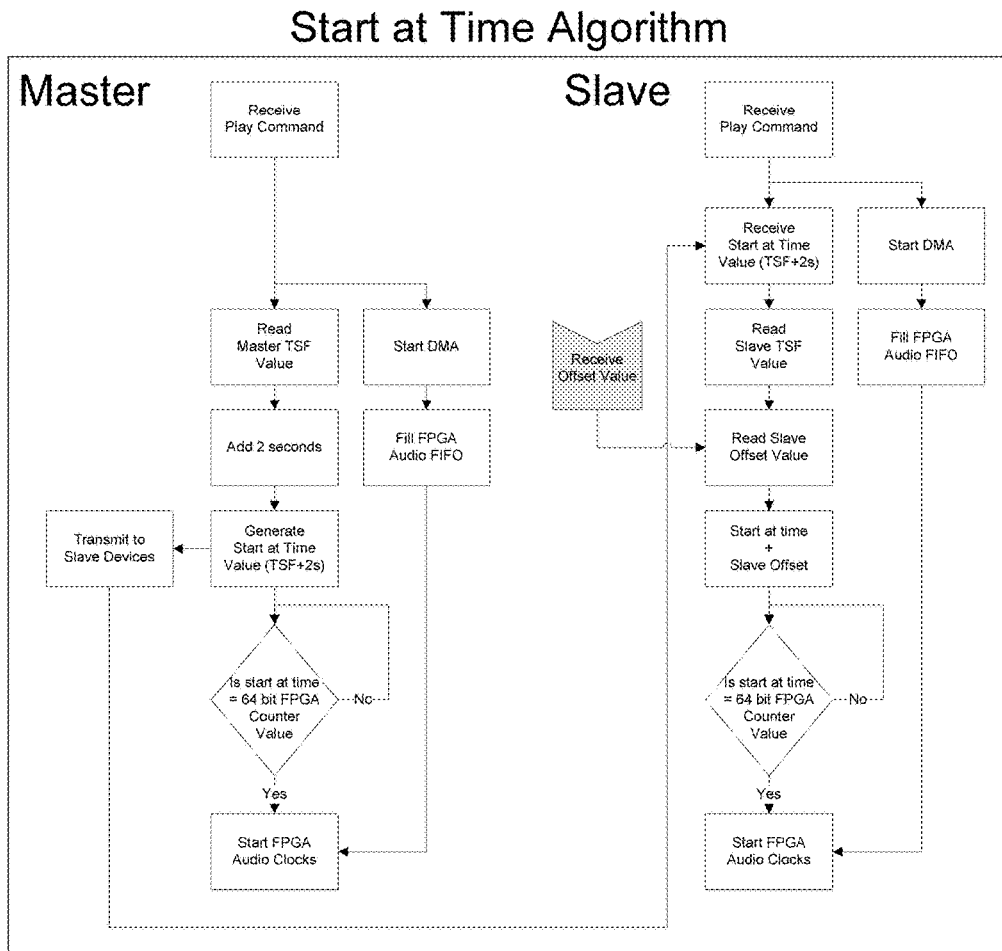 Start at Time Algorithm
Master
Receive
Play Command
Read
Master TSF
Value
Start DMA
Add 2 seconds
Fill FPGA
Audio FIFO
Transmit to
Slave Devices
Generate
Start at Time
Value (TSF+2s)
Is start at time
= 64 bit FPGA
Counter
Value
No
Yes
Start FPGA
Audio Clocks
Slave
Receive
Play Command
Receive
Start at Time
Value (TSF+2s)
Start DMA
Receive
Offset Value
Read
Slave TSF
Value
Fill FPGA
Audio FIFO
Read Slave
Offset Value
Start at time
+
Slave Offset
Is start at time
= 64 bit FPGA
Counter
Value
No
Yes
Start FPGA
Audio Clocks